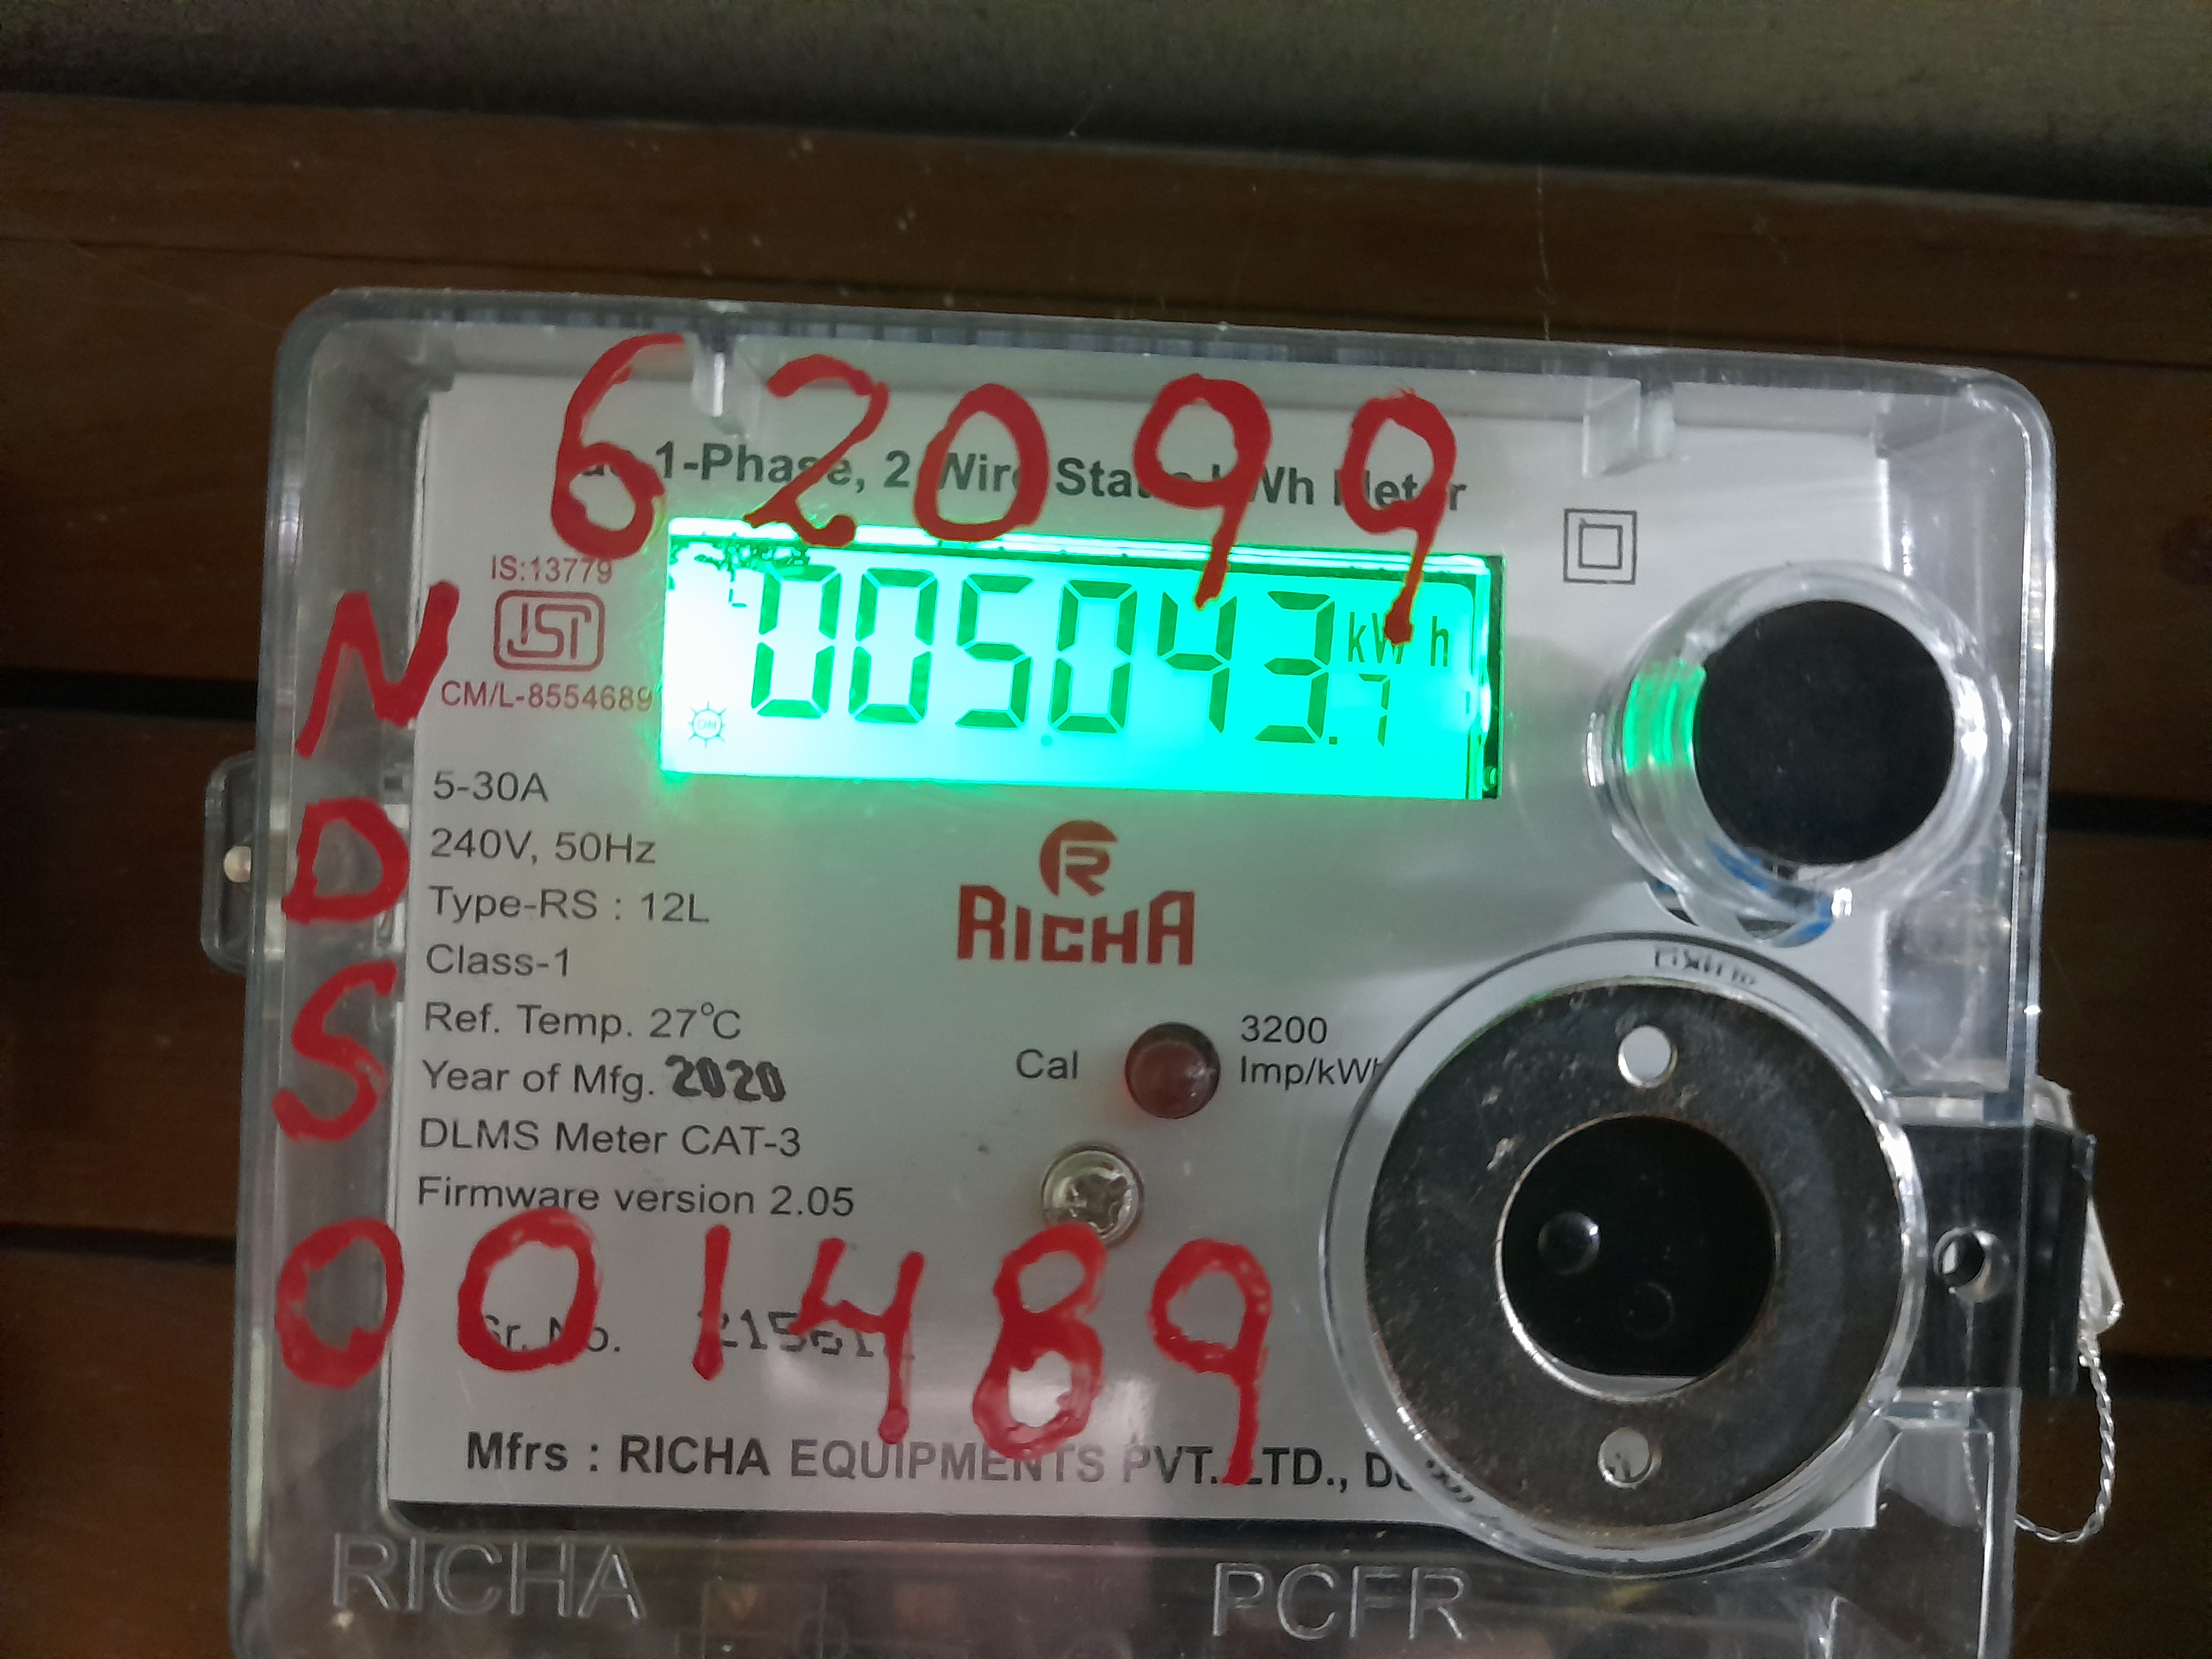 62099
1-Phase, 2 Wire kWh Meter
IS:13779
ISI
CM/L-8554689
005043.7 kWh
ON
N
D
S
5-30A
240V, 50Hz
Type-RS : 12L
Class-1
Ref. Temp. 27°C
Year of Mfg. 2020
DLMS Meter CAT-3
Firmware version 2.05
R
RICHA
Cal
3200
Imp/kWh
001489
Sr. No.
Mfrs : RICHA EQUIPMENTS PVT. LTD.,
RICHA
PCFR